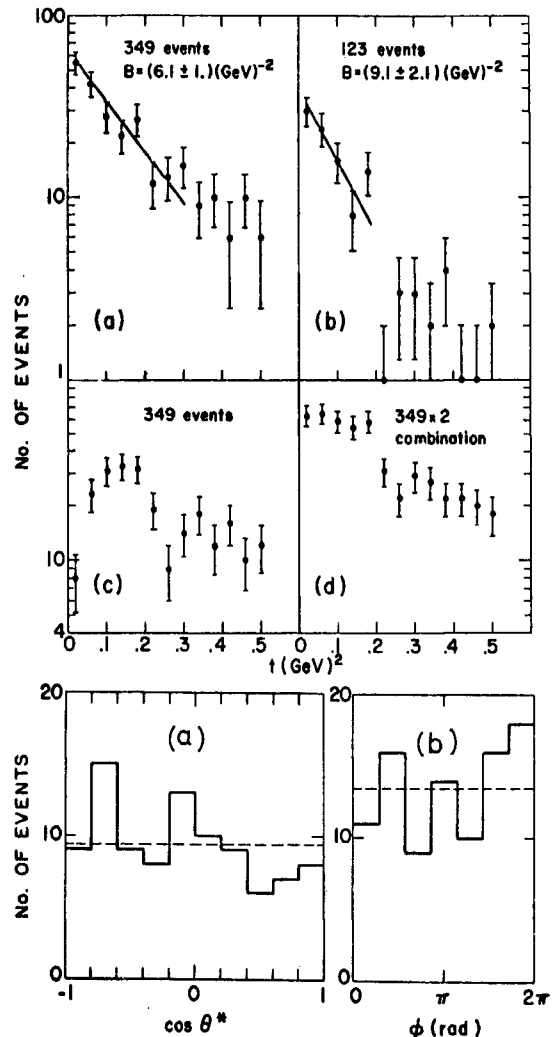 349 events
B=(6.1 ± 1.)(GeV)⁻²
123 events
B=(9.1 ± 2.1)(GeV)⁻²
100
10
1
(a)
(b)
No. OF EVENTS
349 events
349 x 2
combination
10
4
(c)
(d)
0 .1 .2 .3 .4 .5
0 .1 .2 .3 .4 .5
t (GeV)²
20
10
0
(a)
No. OF EVENTS
-1 0 1
cos θ*
20
10
0
(b)
0 π 2π
ϕ (rad)